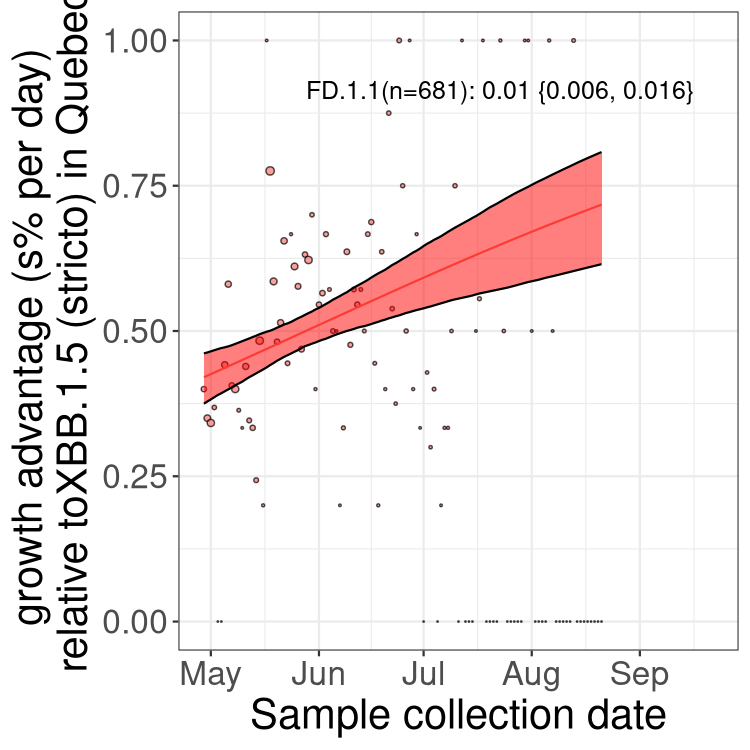 growth advantage (s% per day)
relative toXBB.1.5 (stricto) in Quebec
1.00
0.75
0.50
0.25
0.00
FD.1.1(n=681): 0.01 {0.006, 0.016}
May Jun Jul Aug Sep
Sample collection date